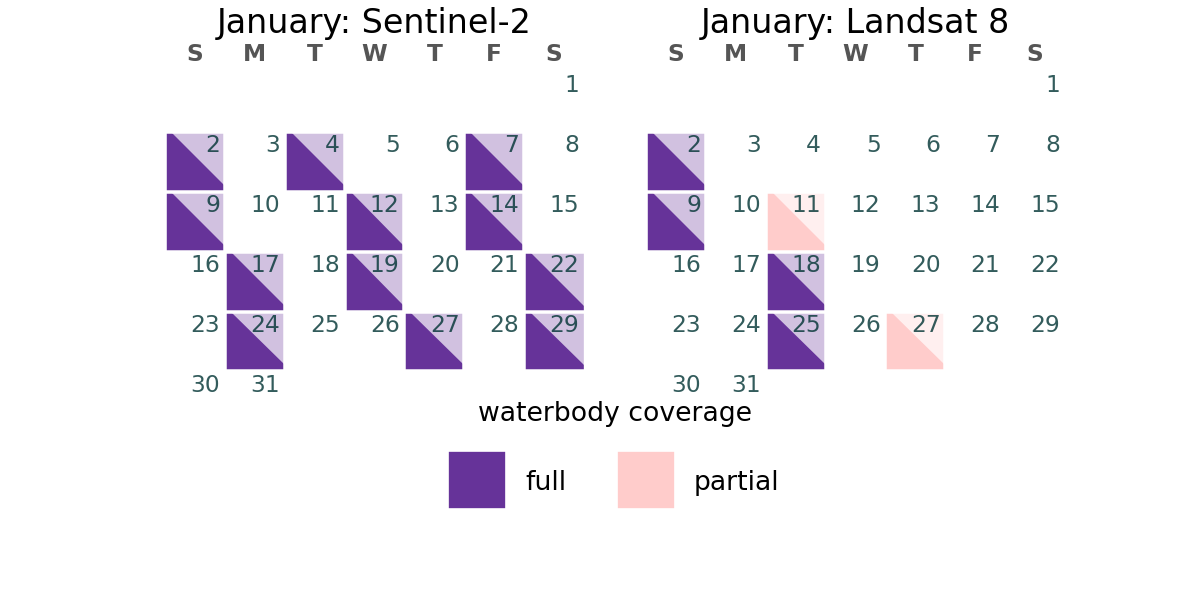 January: Sentinel-2
S M T W T F S
1
2 3 4 5 6 7 8
9 10 11 12 13 14 15
16 17 18 19 20 21 22
23 24 25 26 27 28 29
30 31
January: Landsat 8
S M T W T F S
1
2 3 4 5 6 7 8
9 10 11 12 13 14 15
16 17 18 19 20 21 22
23 24 25 26 27 28 29
30 31
waterbody coverage
full
partial